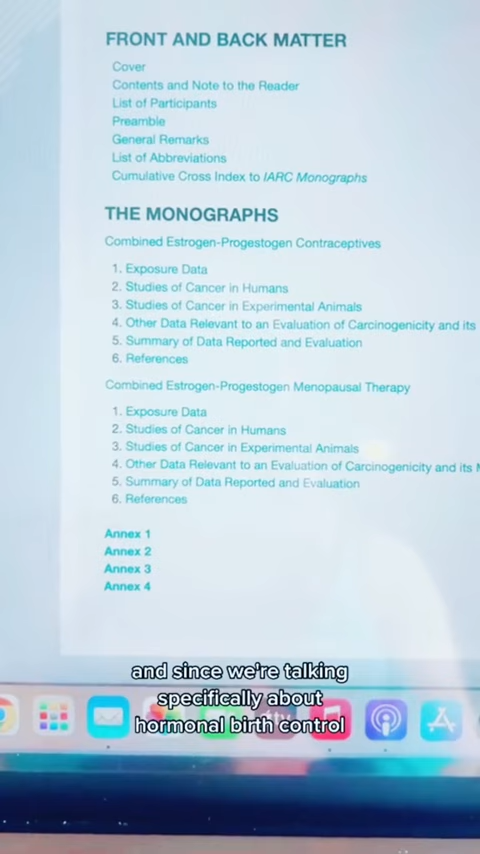 FRONT AND BACK MATTER
Cover
Contents and Note to the Reader
List of Participants
Preamble
General Remarks
List of Abbreviations
Cumulative Cross Index to IARC Monographs
THE MONOGRAPHS
Combined Estrogen-Progestogen Contraceptives
1. Exposure Data
2. Studies of Cancer in Humans
3. Studies of Cancer in Experimental Animals
4. Other Data Relevant to an Evaluation of Carcinogenicity and its
5. Summary of Data Reported and Evaluation
6. References
Combined Estrogen-Progestogen Menopausal Therapy
1. Exposure Data
2. Studies of Cancer in Humans
3. Studies of Cancer in Experimental Animals
4. Other Data Relevant to an Evaluation of Carcinogenicity and its
5. Summary of Data Reported and Evaluation
6. References
Annex 1
Annex 2
Annex 3
Annex 4
and since we're talking
specifically about
hormonal birth control